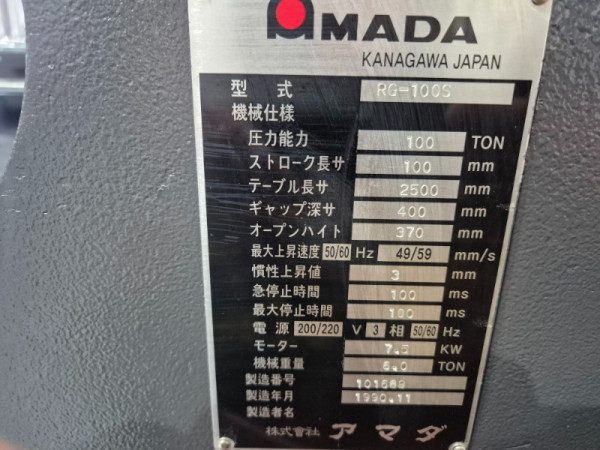 AMADA
KANAGAWA JAPAN
型式 RG-100S
機械仕様
圧力能力 100 TON
ストローク長サ 100 mm
テーブル長サ 2500 mm
ギャップ深サ 400 mm
オープンハイト 370 mm
最大上昇速度 50/60 Hz 49/59 mm/s
慣性上昇値 3 mm
急停止時間 100 ms
最大停止時間 100 ms
電源 200/220 V 3 相 50/60 Hz
モーター 7.5 KW
機械重量 6.0 TON
製造番号 101669
製造年月 1990.11
製造者名
株式會社 アマダ